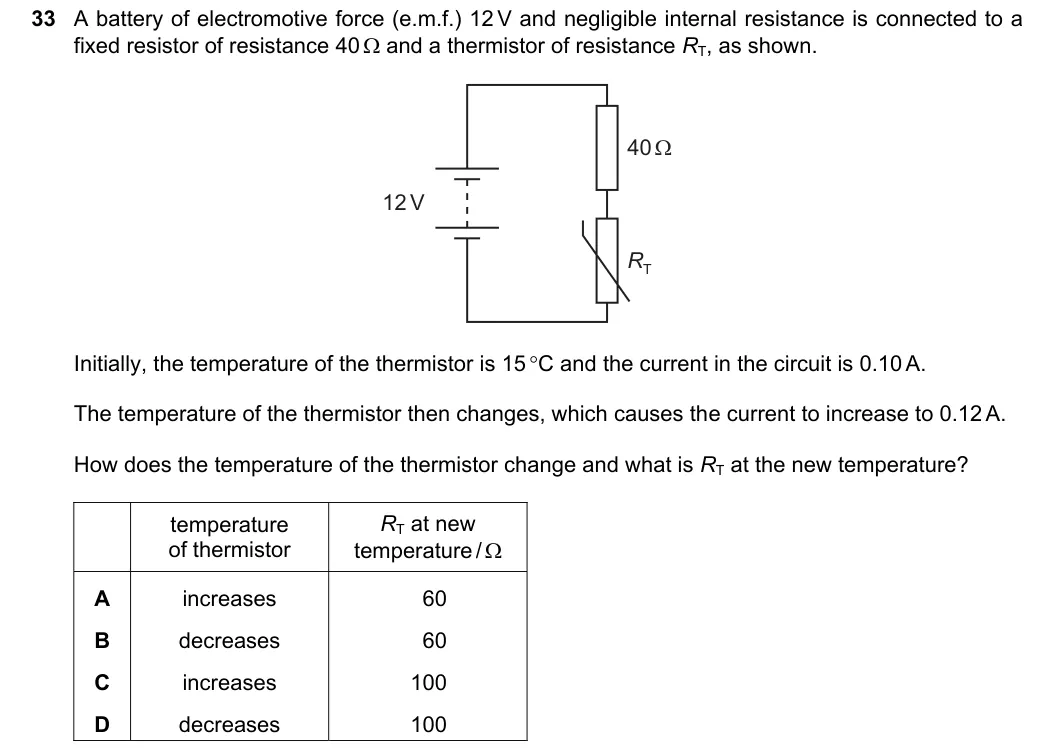 33 A battery of electromotive force (e.m.f.) 12 V and negligible internal resistance is connected to a
fixed resistor of resistance 40 Ω and a thermistor of resistance RT, as shown.
40 Ω
12 V
RT
Initially, the temperature of the thermistor is 15 °C and the current in the circuit is 0.10 A.
The temperature of the thermistor then changes, which causes the current to increase to 0.12 A.
How does the temperature of the thermistor change and what is RT at the new temperature?
temperature of thermistor RT at new temperature / Ω
A increases 60
B decreases 60
C increases 100
D decreases 100